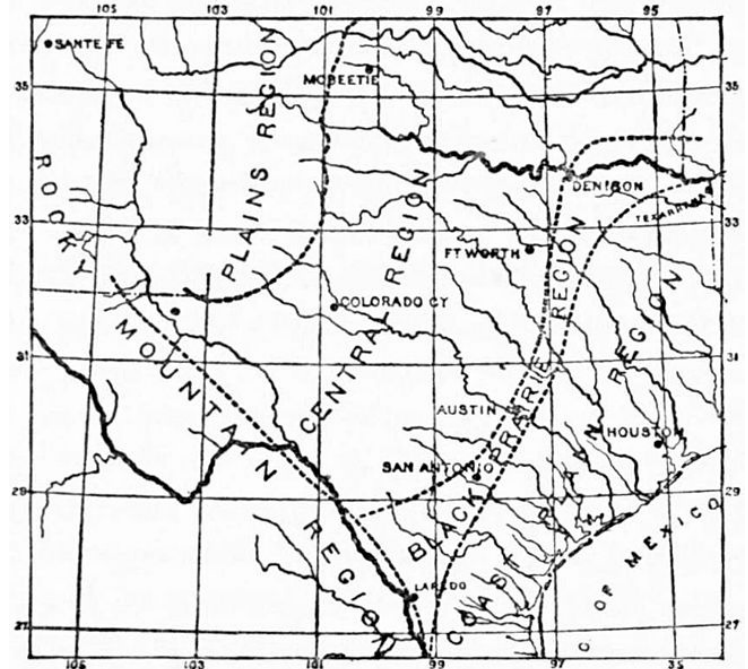 105 103 101 99 97 95
SANTE FE
MOBEETIE
35 35
PLAINS REGION
ROCKY MOUNTAIN REGION
DENISON
TEXARKANA
33 33
FT WORTH
CENTRAL REGION
COLORADO CY
31 31
BLACK PRAIRIE REGION
AUSTIN
HOUSTON
SAN ANTONIO
29 29
COASTAL REGION
OF MEXICO
LAREDO
27 27
105 103 101 99 97 95